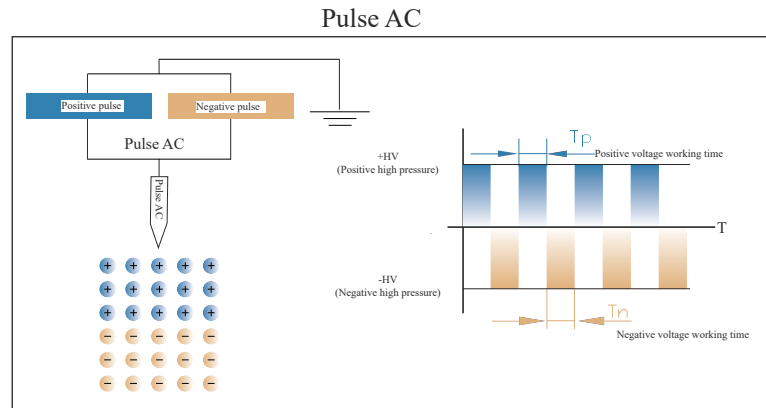 Pulse AC
Positive pulse
Negative pulse
Pulse AC
Pulse AC
+ + + + +
+ + + + +
+ + + + +
− − − − −
− − − − −
− − − − −
Tp
+HV
(Positive high pressure)
Positive voltage working time
T
-HV
(Negative high pressure)
Tn
Negative voltage working time